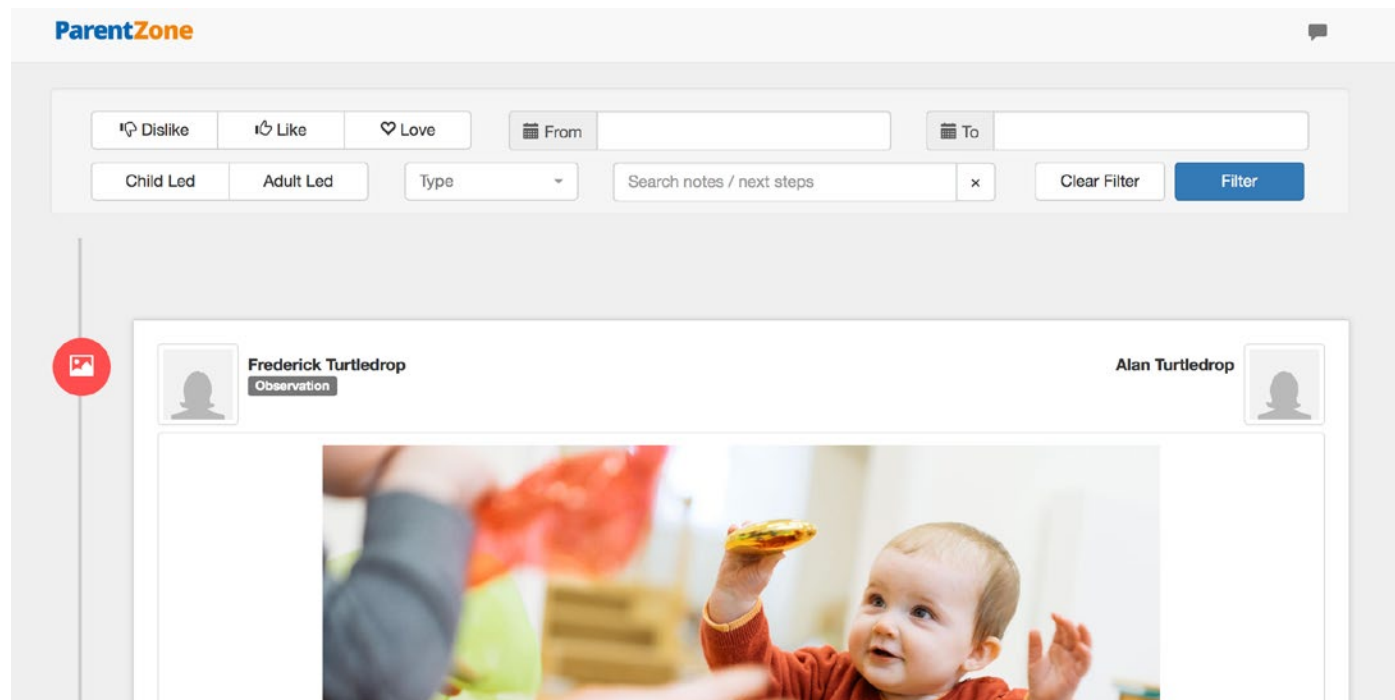 ParentZone
Dislike Like Love From To
Child Led Adult Led Type Search notes / next steps × Clear Filter Filter
Frederick Turtledrop Alan Turtledrop
Observation